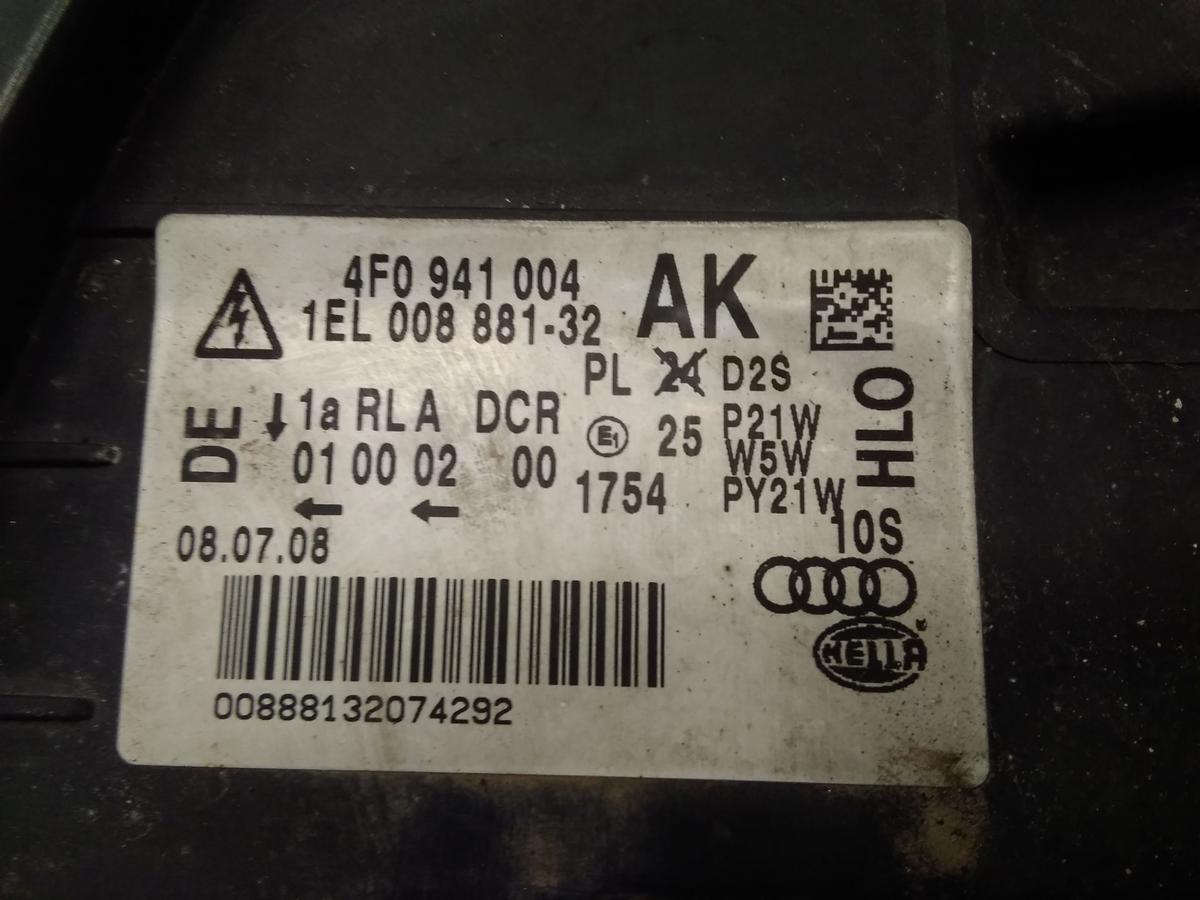 4F0 941 004 AK
1EL 008 881-32
PL 24 D2S
DE 1a RL A DCR E1 25 P21W HLO
W5W
01 00 02 00 1754 PY21W
10S
08.07.08
HELLA
00888132074292